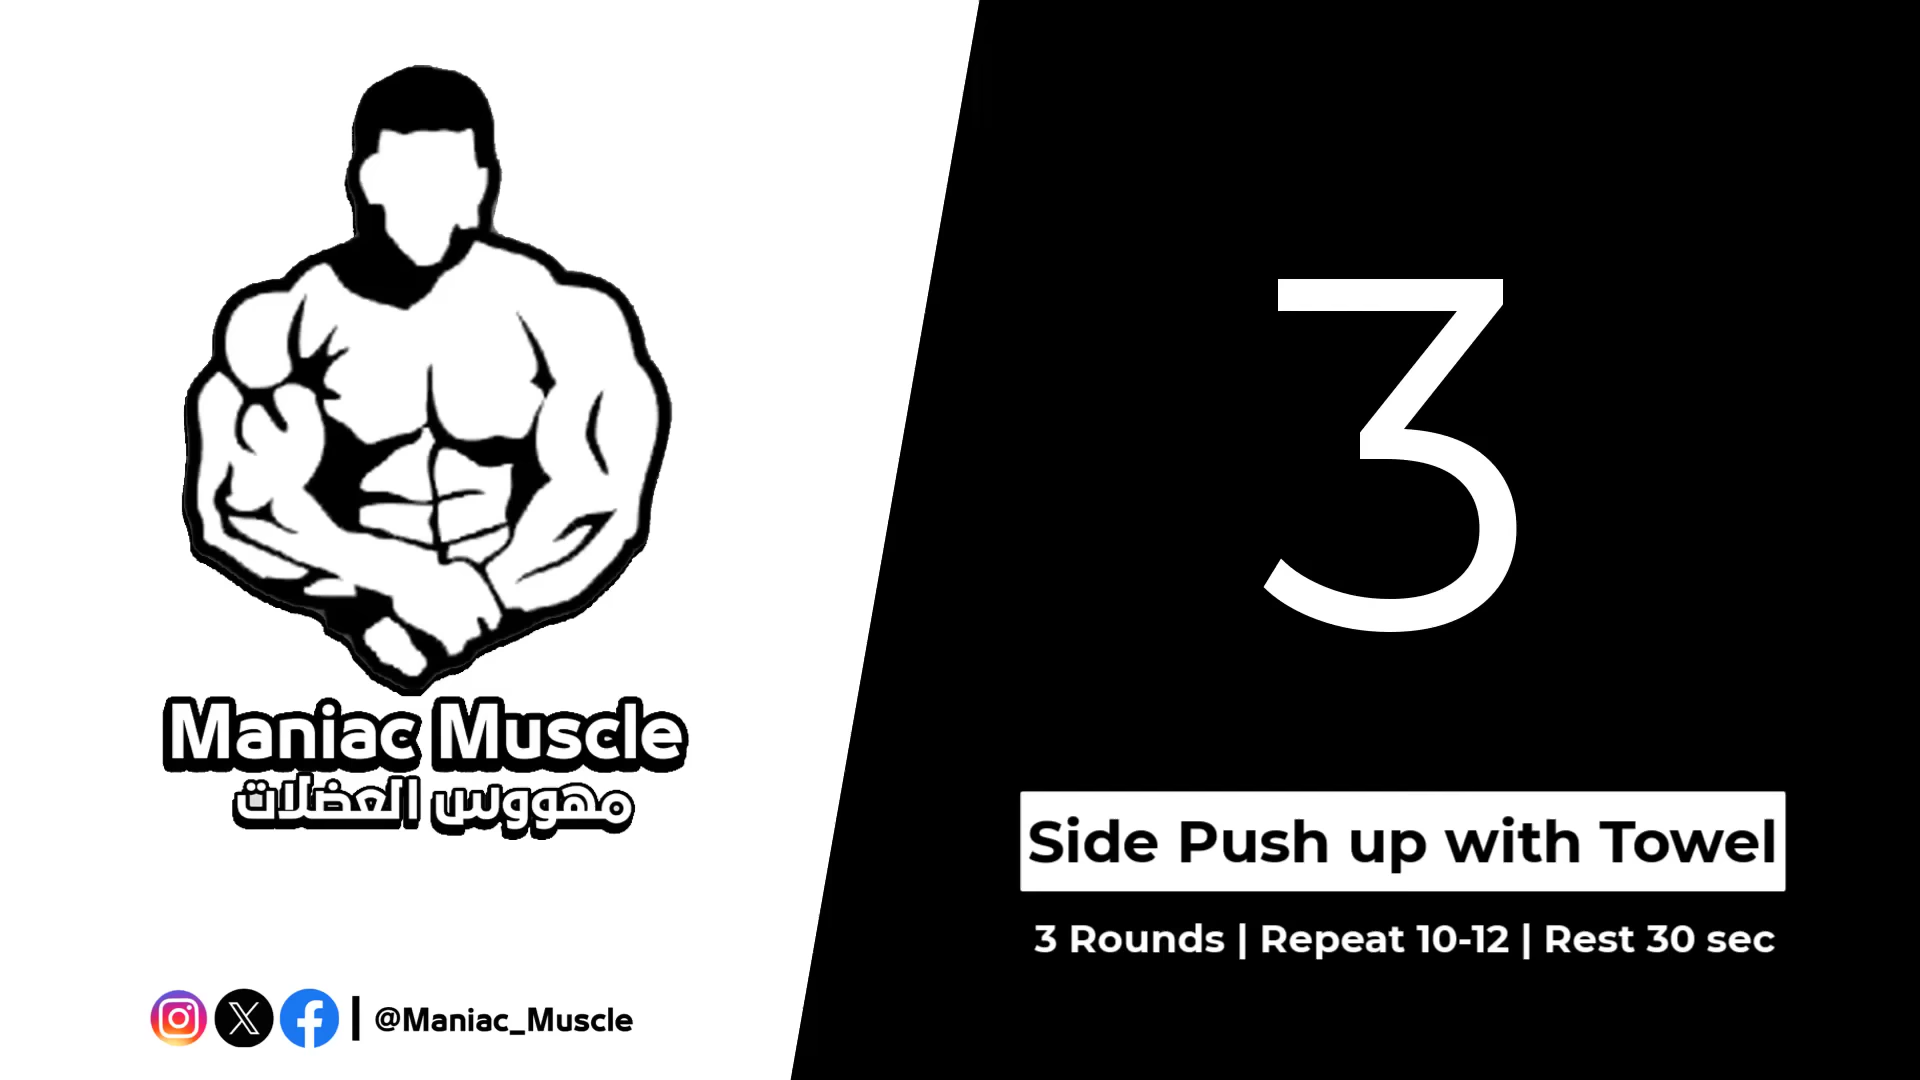 Maniac Muscle
مهووس العضلات
@Maniac_Muscle
3
Side Push up with Towel
3 Rounds | Repeat 10-12 | Rest 30 sec